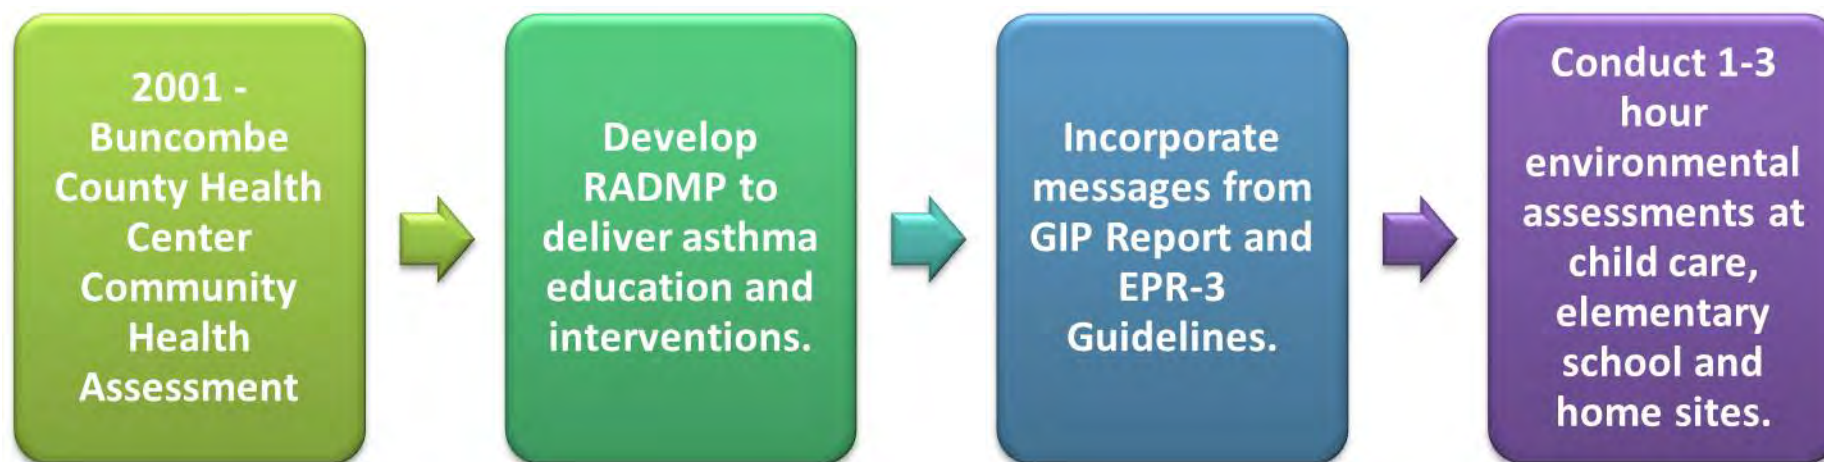 2001 -
Buncombe
County Health
Center
Community
Health
Assessment
Develop
RADMP to
deliver asthma
education and
interventions.
Incorporate
messages from
GIP Report and
EPR-3
Guidelines.
Conduct 1-3
hour
environmental
assessments at
child care,
elementary
school and
home sites.